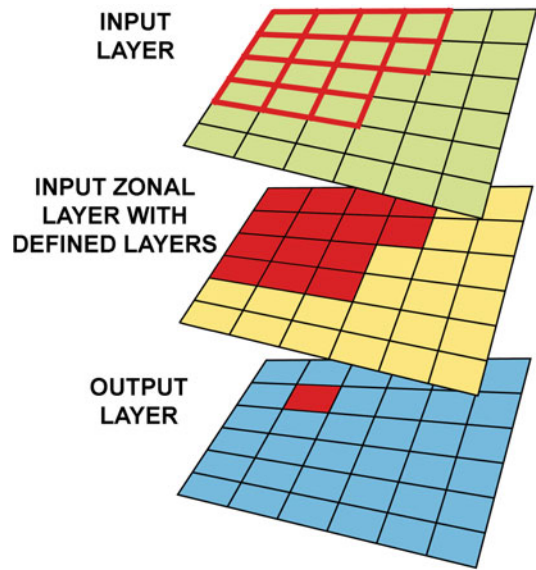 INPUT
LAYER
INPUT ZONAL
LAYER WITH
DEFINED LAYERS
OUTPUT
LAYER